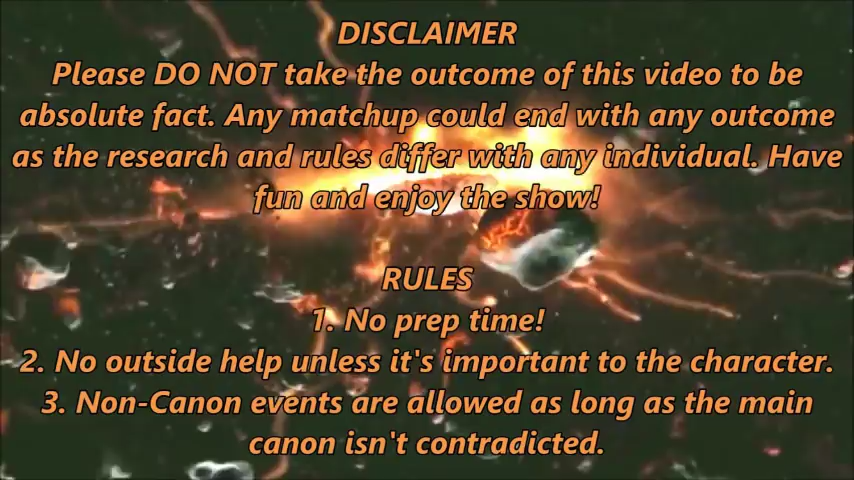 DISCLAIMER
Please DO NOT take the outcome of this video to be
absolute fact. Any matchup could end with any outcome
as the research and rules differ with any individual. Have
fun and enjoy the show!
RULES
1. No prep time!
2. No outside help unless it's important to the character.
3. Non-Canon events are allowed as long as the main
canon isn't contradicted.